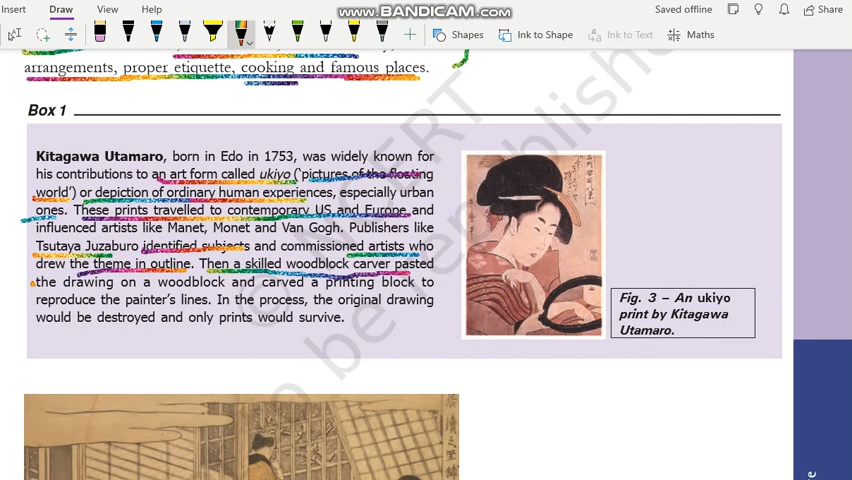 WWW.BANDICAM.COM
Saved offline
Insert Draw View Help
Share
Shapes Ink to Shape Ink to Text Maths
arrangements, proper etiquette, cooking and famous places.
Box 1
Kitagawa Utamaro, born in Edo in 1753, was widely known for
his contributions to an art form called ukiyo (‘pictures of the floating
world’) or depiction of ordinary human experiences, especially urban
ones. These prints travelled to contemporary US and Europe and
influenced artists like Manet, Monet and Van Gogh. Publishers like
Tsutaya Juzaburo identified subjects and commissioned artists who
drew the theme in outline. Then a skilled woodblock carver pasted
the drawing on a woodblock and carved a printing block to
reproduce the painter's lines. In the process, the original drawing
would be destroyed and only prints would survive.
Fig. 3 – An ukiyo
print by Kitagawa
Utamaro.
© NCERT
o be republishe